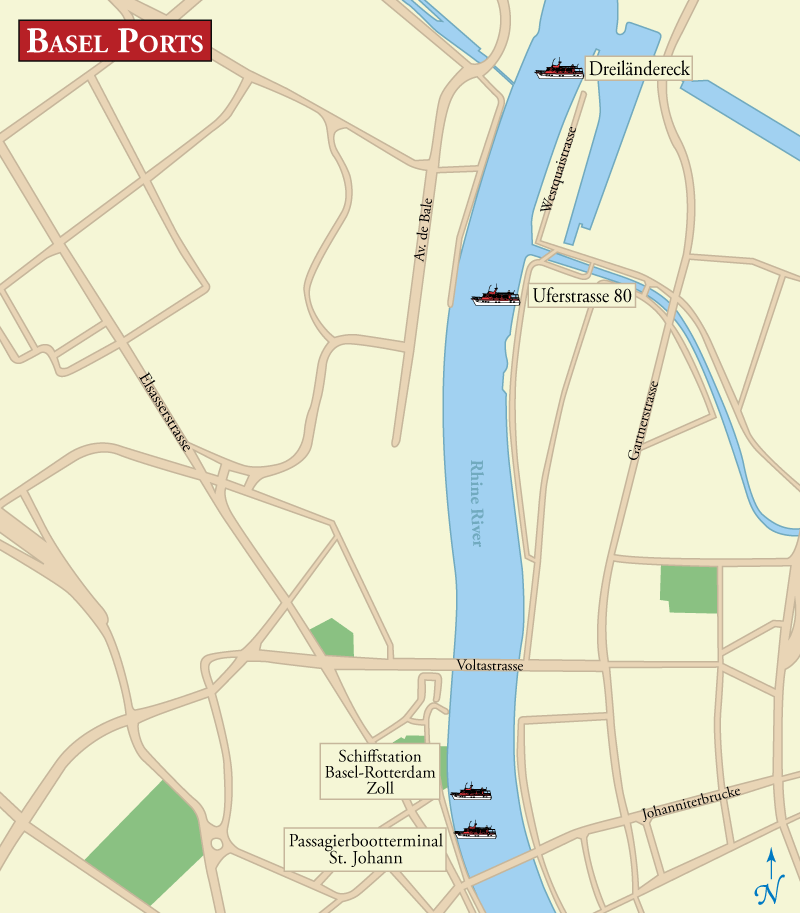 BASEL PORTS
Dreiländereck
Westquaistrasse
Av. de Bale
Uferstrasse 80
Elsasserstrasse
Gartnerstrasse
Rhine River
Voltastrasse
Schiffstation
Basel-Rotterdam
Zoll
Johanniterbrucke
Passagierbootterminal
St. Johann
N